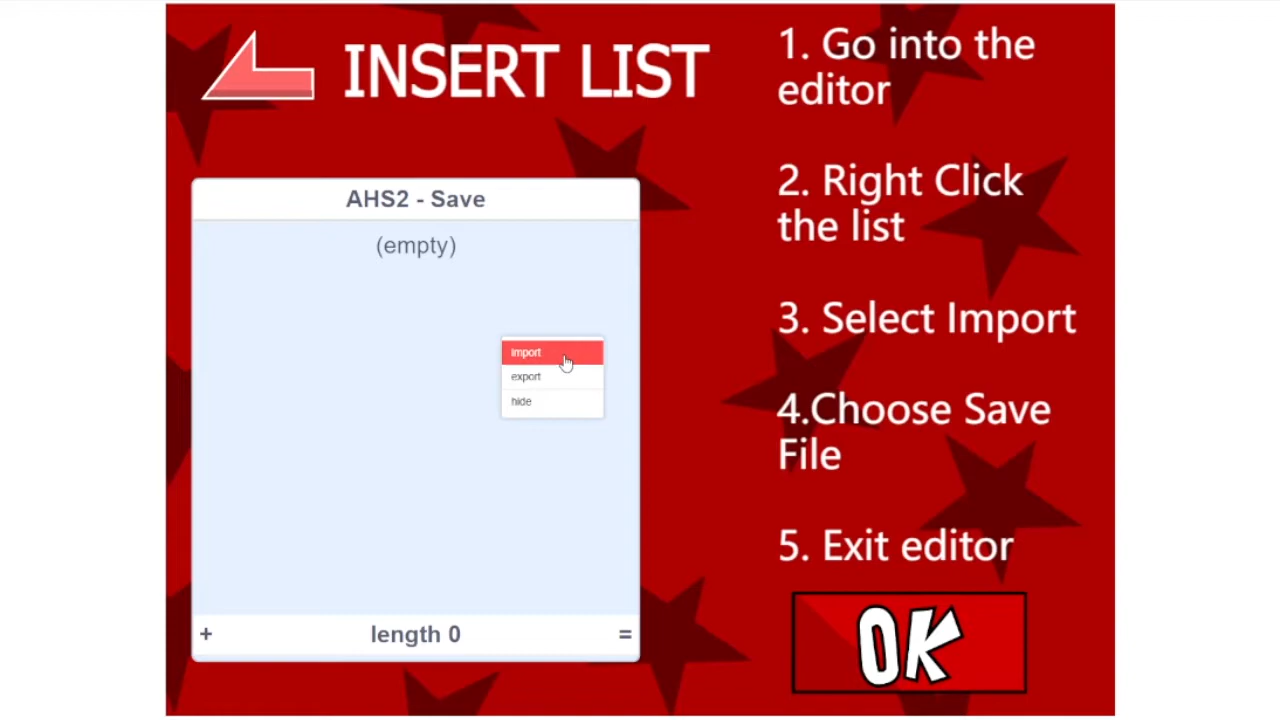 INSERT LIST
AHS2 - Save
(empty)
import
export
hide
+ length 0 =
1. Go into the
editor
2. Right Click
the list
3. Select Import
4.Choose Save
File
5. Exit editor
OK